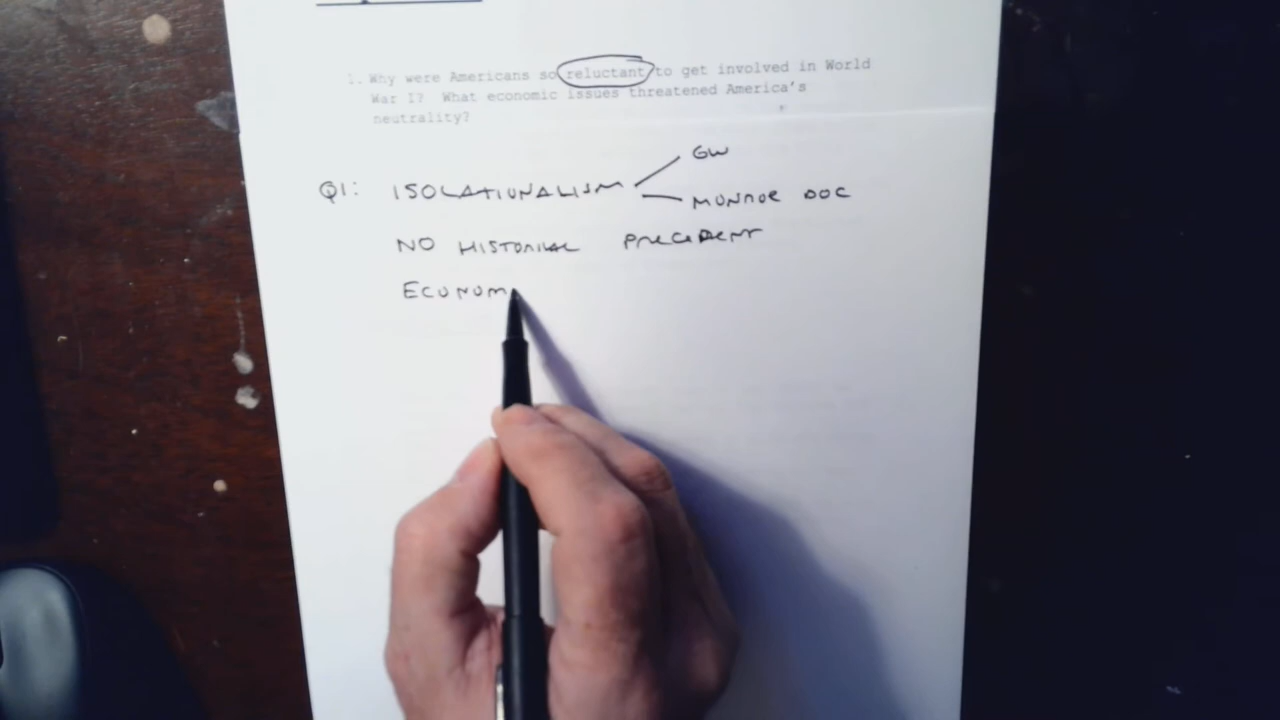 1. Why were Americans so reluctant to get involved in World
War I? What economic issues threatened America's
neutrality?
Q1: ISOLATIONALISM GW
MONROE DOC
NO HISTORICAL PRECEDENT
ECONOM